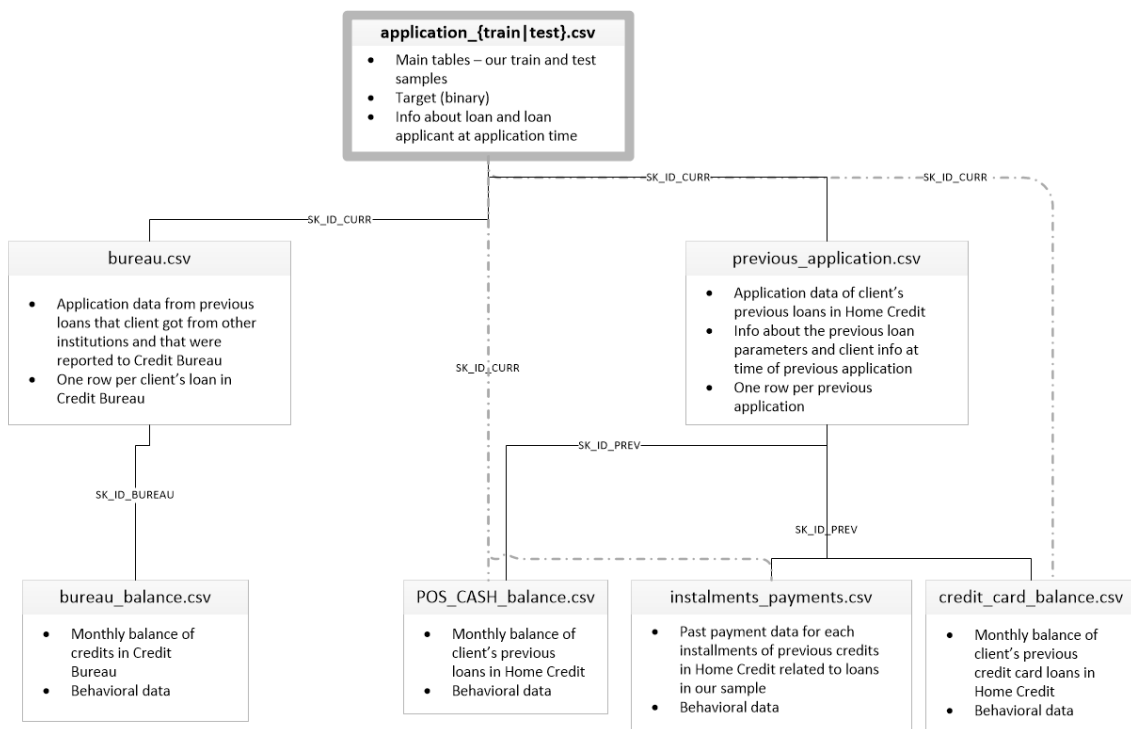 application_{train|test}.csv
• Main tables – our train and test
samples
• Target (binary)
• Info about loan and loan
applicant at application time
SK_ID_CURR
SK_ID_CURR
SK_ID_CURR
bureau.csv
• Application data from previous
loans that client got from other
institutions and that were
reported to Credit Bureau
• One row per client's loan in
Credit Bureau
previous_application.csv
• Application data of client's
previous loans in Home Credit
• Info about the previous loan
parameters and client info at
time of previous application
• One row per previous
application
SK_ID_CURR
SK_ID_PREV
SK_ID_BUREAU
SK_ID_PREV
bureau_balance.csv
• Monthly balance of
credits in Credit
Bureau
• Behavioral data
POS_CASH_balance.csv
• Monthly balance of
client's previous
loans in Home Credit
• Behavioral data
instalments_payments.csv
• Past payment data for each
installments of previous credits
in Home Credit related to loans
in our sample
• Behavioral data
credit_card_balance.csv
• Monthly balance of
client's previous
credit card loans in
Home Credit
• Behavioral data